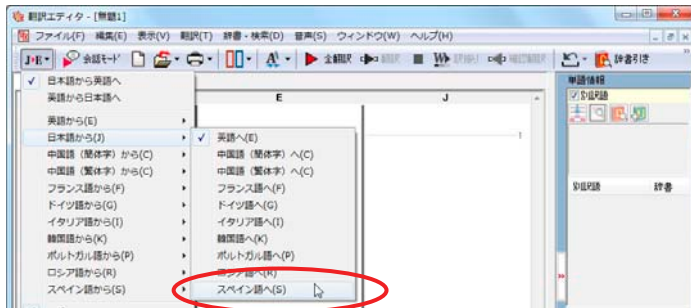 翻訳エディタ - [無題1]
ファイル(F) 編集(E) 表示(V) 翻訳(T) 辞書・検索(D) 音声(S) ウィンドウ(W) ヘルプ(H)
J▸E 会話モード 全翻訳 辞書引き
日本語から英語へ
英語から日本語へ
英語から(E)
日本語から(J)
中国語（簡体字）から(C)
中国語（繁体字）から(C)
フランス語から(F)
ドイツ語から(G)
イタリア語から(I)
韓国語から(K)
ポルトガル語から(P)
ロシア語から(R)
スペイン語から(S)
英語へ(E)
中国語（簡体字）へ(C)
中国語（繁体字）へ(C)
フランス語へ(F)
ドイツ語へ(G)
イタリア語へ(I)
韓国語へ(K)
ポルトガル語へ(P)
ロシア語へ(R)
スペイン語へ(S)
E J
1
単語情報
別訳語
別訳語 辞書